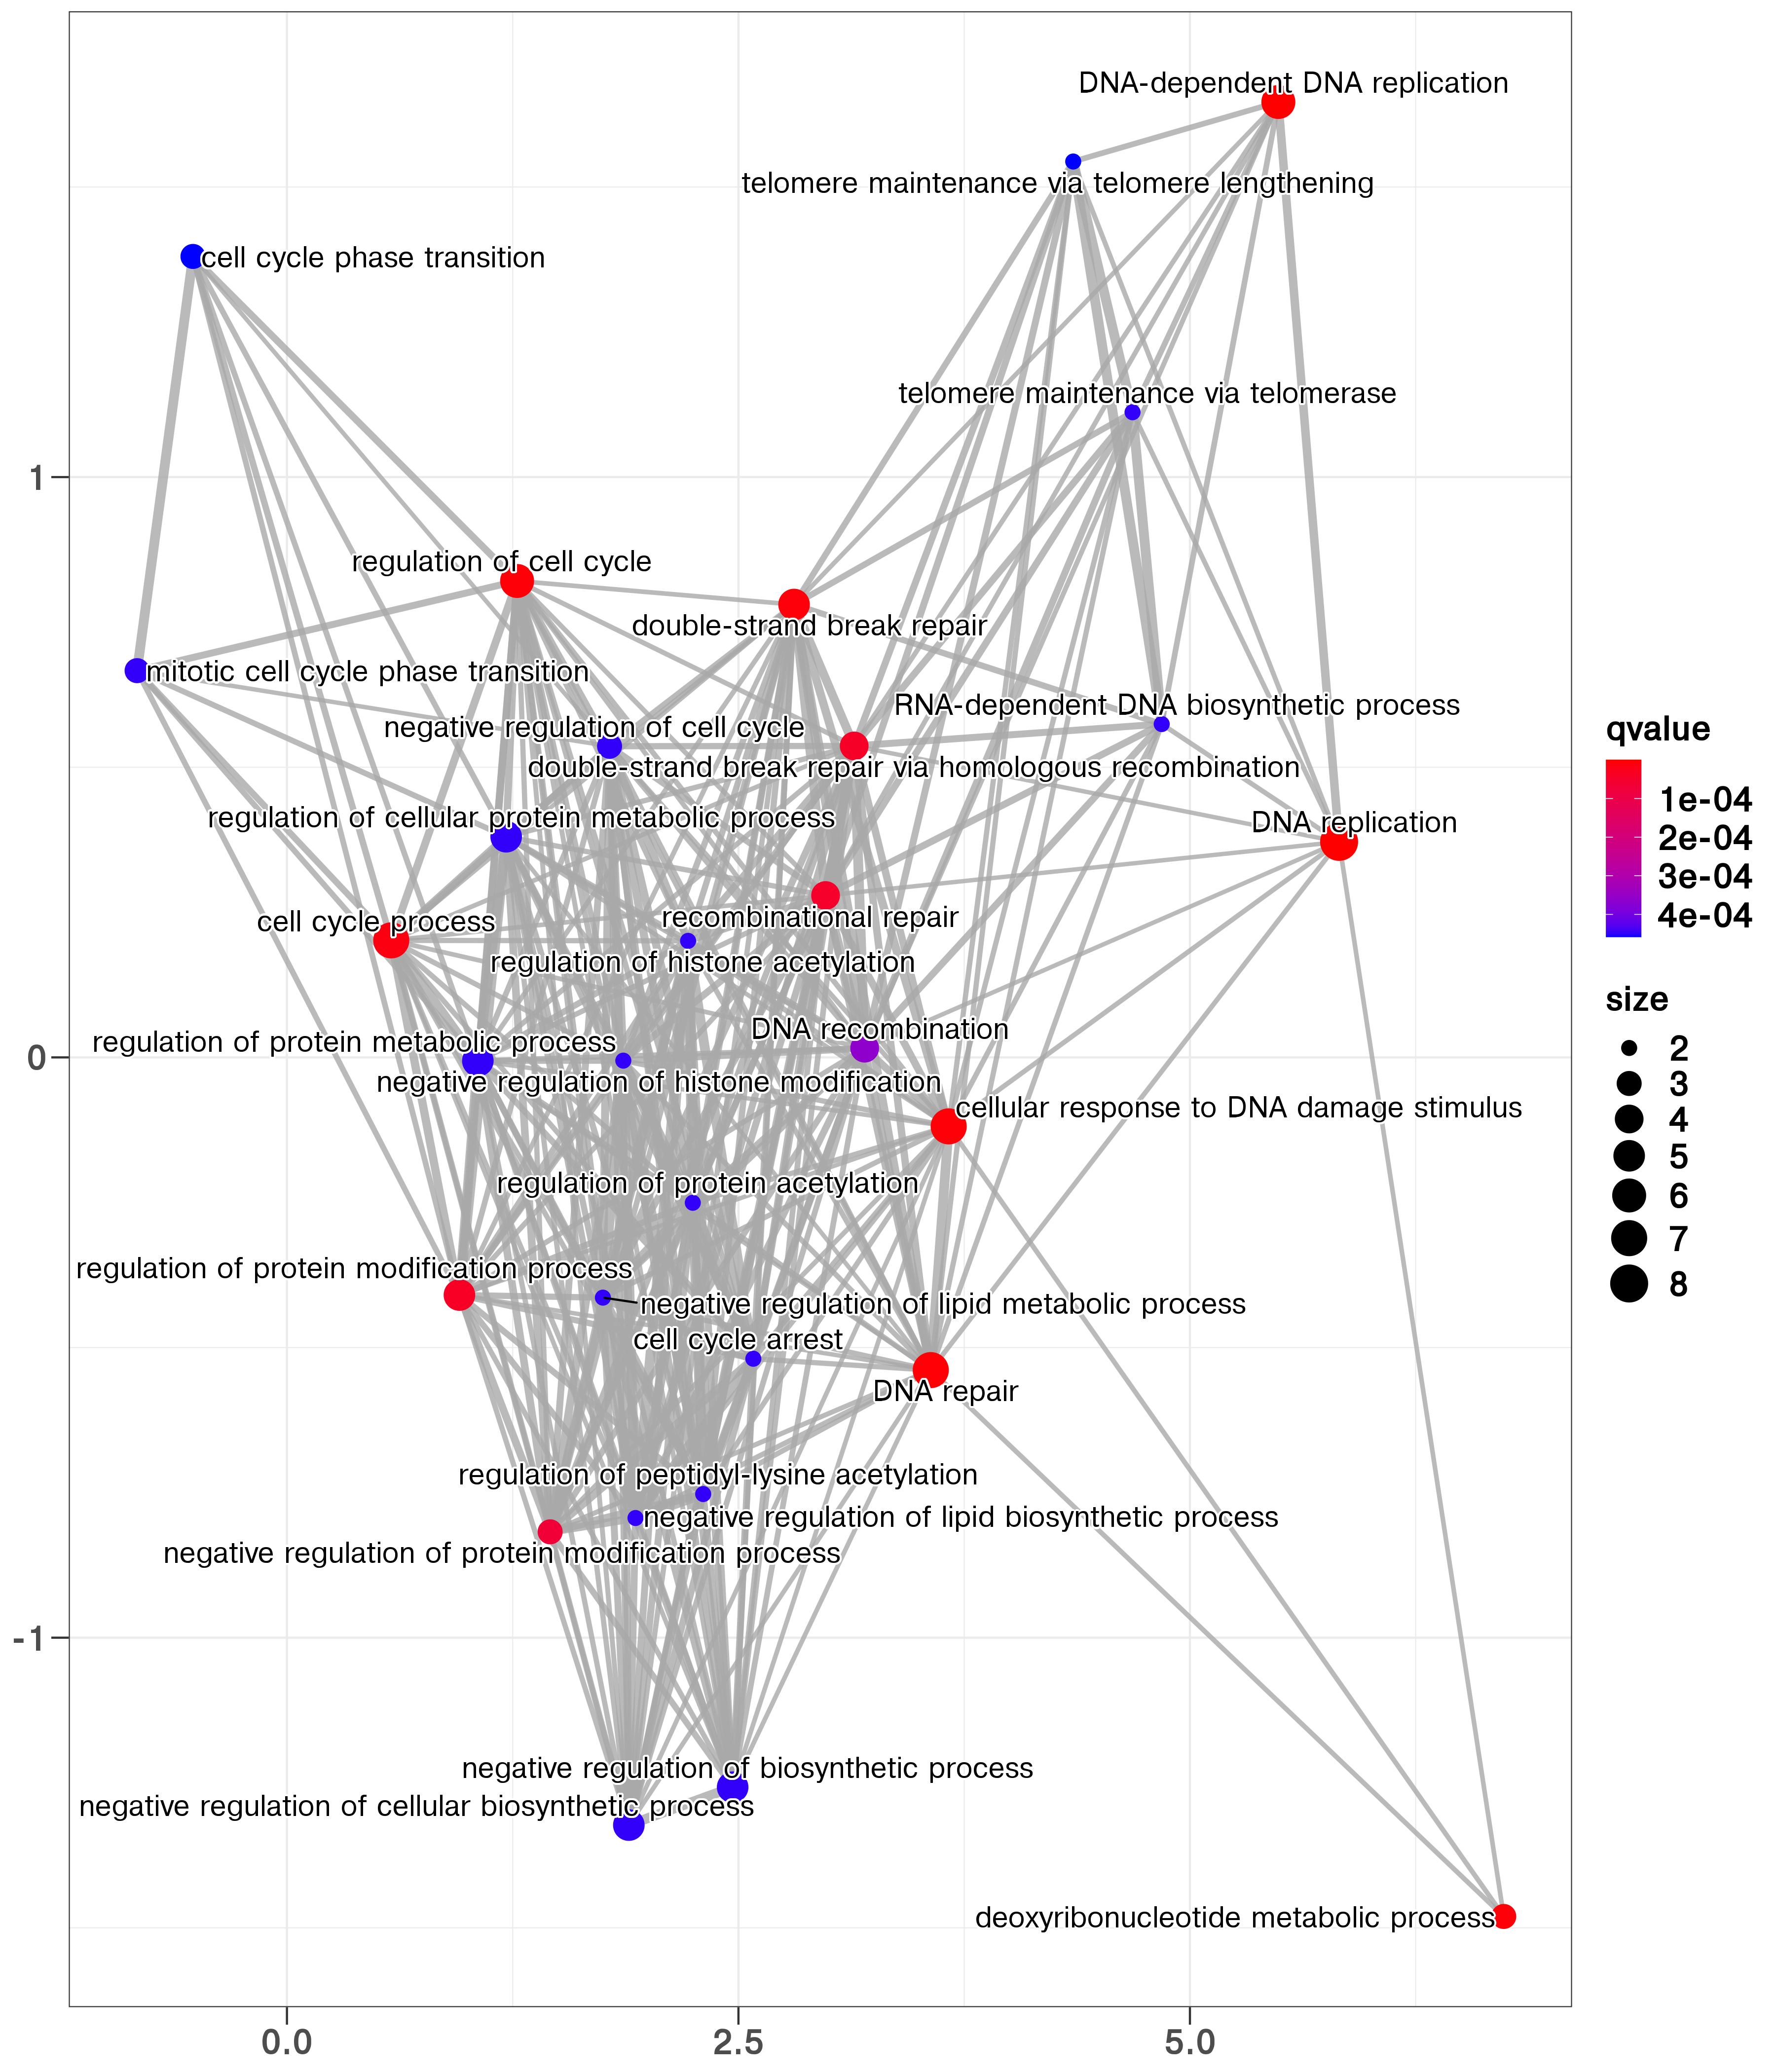 DNA-dependent DNA replication
telomere maintenance via telomere lengthening
cell cycle phase transition
telomere maintenance via telomerase
1
regulation of cell cycle
double-strand break repair
mitotic cell cycle phase transition
RNA-dependent DNA biosynthetic process
negative regulation of cell cycle
double-strand break repair via homologous recombination
regulation of cellular protein metabolic process
DNA replication
cell cycle process
recombinational repair
regulation of histone acetylation
DNA recombination
regulation of protein metabolic process
0
negative regulation of histone modification
cellular response to DNA damage stimulus
regulation of protein acetylation
regulation of protein modification process
negative regulation of lipid metabolic process
cell cycle arrest
DNA repair
regulation of peptidyl-lysine acetylation
negative regulation of lipid biosynthetic process
negative regulation of protein modification process
-1
negative regulation of biosynthetic process
negative regulation of cellular biosynthetic process
deoxyribonucleotide metabolic process
0.0 2.5 5.0
qvalue
1e-04
2e-04
3e-04
4e-04
size
2
3
4
5
6
7
8